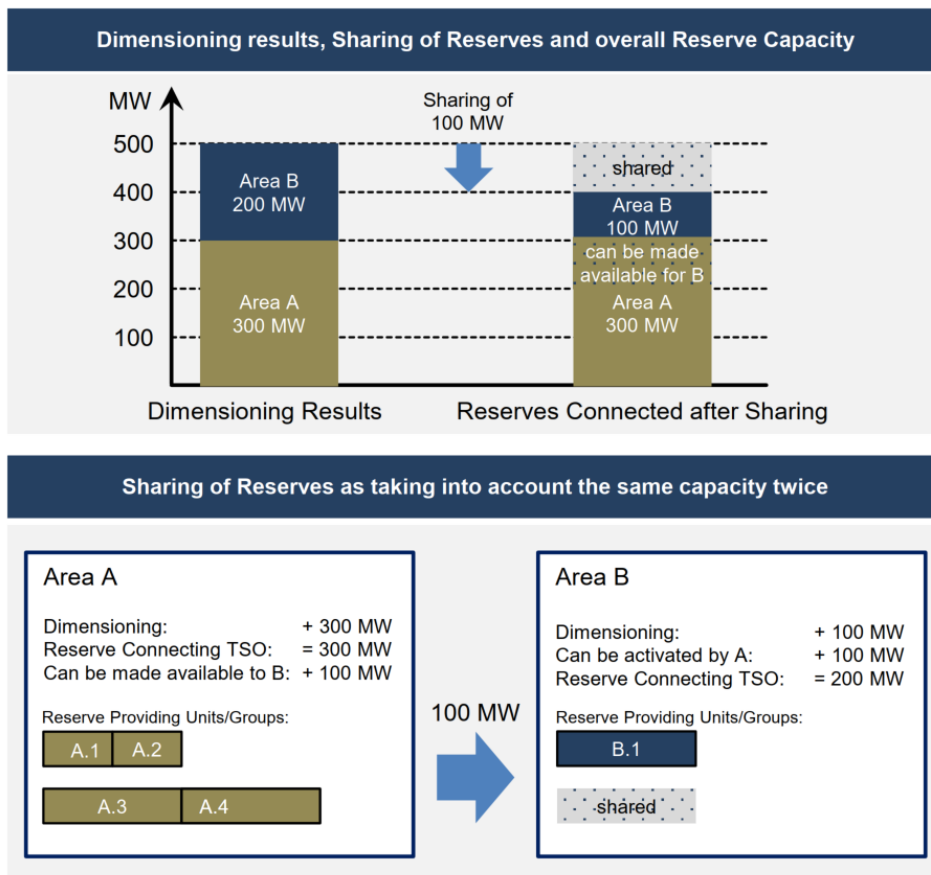 Dimensioning results, Sharing of Reserves and overall Reserve Capacity
MW
Sharing of
100 MW
500
400
300
200
100
Area B
200 MW
Area A
300 MW
shared
Area B
100 MW
can be made
available for B
Area A
300 MW
Dimensioning Results
Reserves Connected after Sharing
Sharing of Reserves as taking into account the same capacity twice
Area A
Dimensioning: + 300 MW
Reserve Connecting TSO: = 300 MW
Can be made available to B: + 100 MW
Reserve Providing Units/Groups:
A.1 A.2
A.3 A.4
100 MW
Area B
Dimensioning: + 100 MW
Can be activated by A: + 100 MW
Reserve Connecting TSO: = 200 MW
Reserve Providing Units/Groups:
B.1
shared